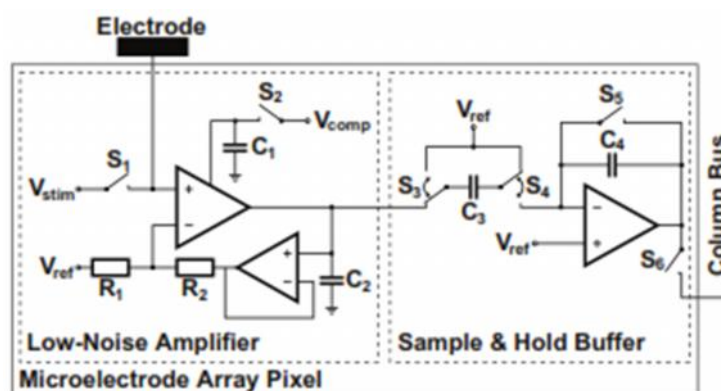 Electrode
S2
Vcomp
C1
S1
Vstim
Vref
R1
R2
C2
Low-Noise Amplifier
Vref
S3
C3
S4
S5
C4
Vref
S6
Column Bus
Sample & Hold Buffer
Microelectrode Array Pixel